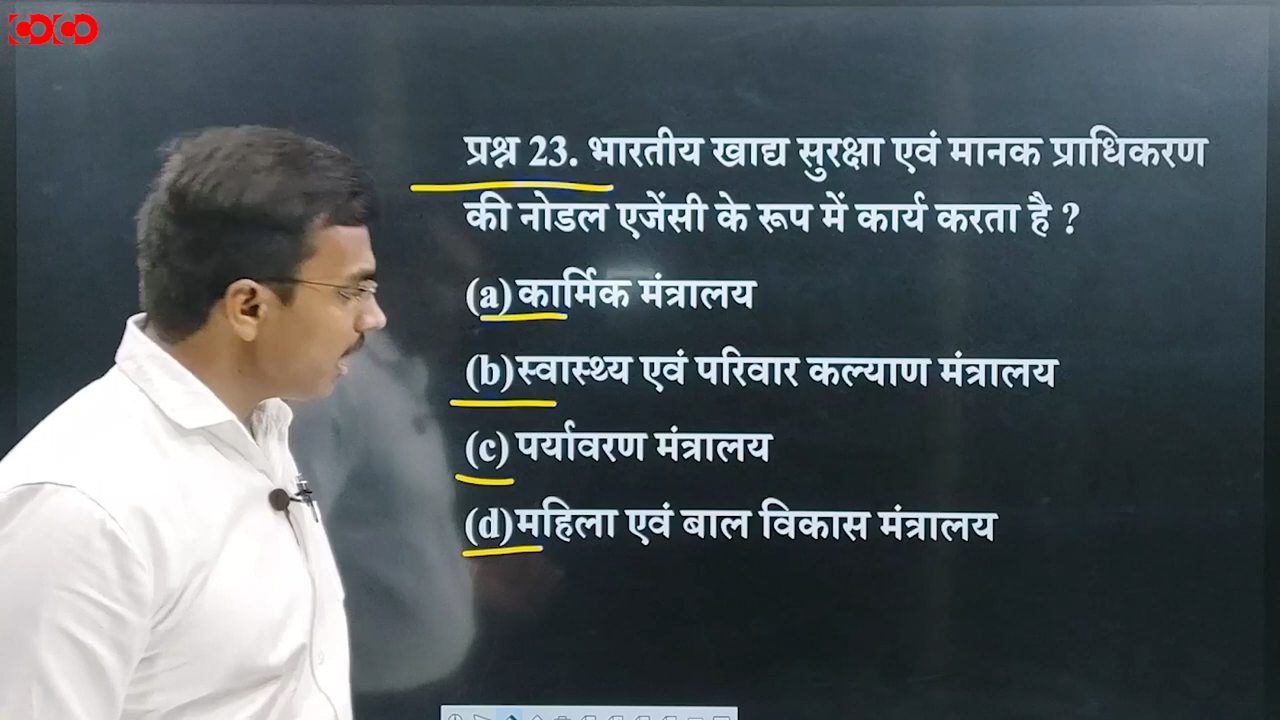 COCO
प्रश्न 23. भारतीय खाद्य सुरक्षा एवं मानक प्राधिकरण
की नोडल एजेंसी के रूप में कार्य करता है ?
(a) कार्मिक मंत्रालय
(b) स्वास्थ्य एवं परिवार कल्याण मंत्रालय
(c) पर्यावरण मंत्रालय
(d) महिला एवं बाल विकास मंत्रालय